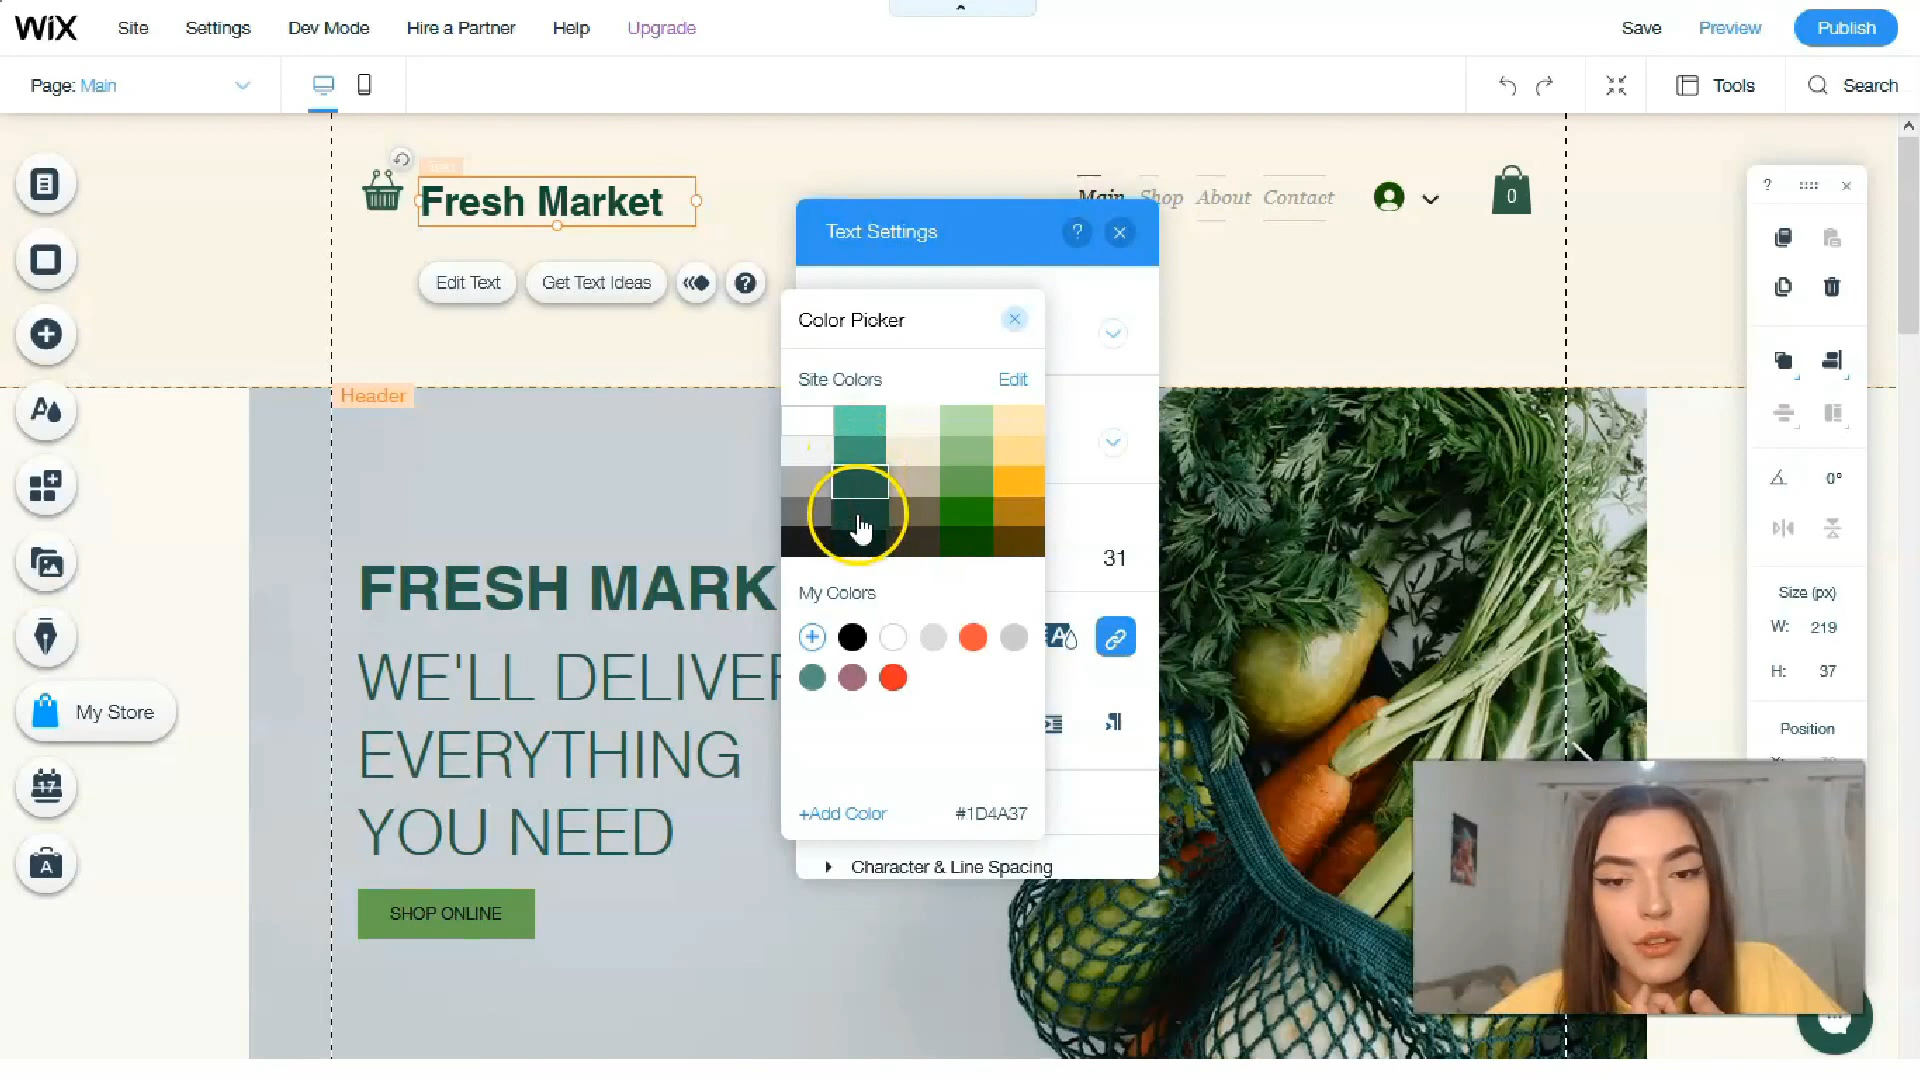 WiX
Site
Settings
Dev Mode
Hire a Partner
Help
Upgrade
Save
Preview
Publish
Page: Main
Tools
Search
Fresh Market
Main
Shop
About
Contact
0
Edit Text
Get Text Ideas
?
Text Settings
?
Color Picker
Site Colors
Edit
Header
31
My Colors
FRESH MARK
WE'LL DELIVER
EVERYTHING
YOU NEED
SHOP ONLINE
+Add Color
#1D4A37
Character & Line Spacing
My Store
17
A
?
0°
Size (px)
W: 219
H: 37
Position